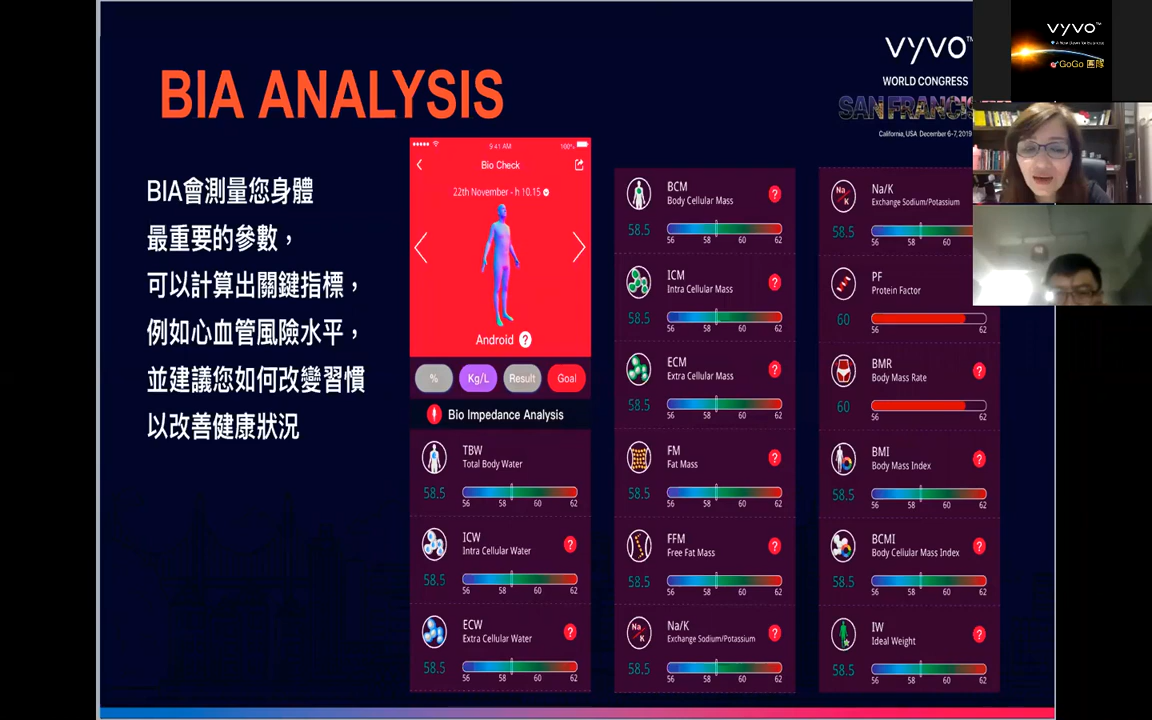 BIA ANALYSIS
VYVO™
WORLD CONGRESS
SAN FRANCIS
California, USA December 6-7, 2019
VYVO™
GoGo 團隊
BIA會測量您身體
最重要的參數，
可以計算出關鍵指標，
例如心血管風險水平，
並建議您如何改變習慣
以改善健康狀況
9:41 AM
100%
Bio Check
22th November - h 10.15
Android ?
% Kg/L Result Goal
Bio Impedance Analysis
TBW
Total Body Water
58.5
56 58 60 62
ICW
Intra Cellular Water
?
58.5
56 58 60 62
ECW
Extra Cellular Water
?
58.5
56 58 60 62
BCM
Body Cellular Mass
?
58.5
56 58 60 62
ICM
Intra Cellular Mass
?
58.5
56 58 60 62
ECM
Extra Cellular Mass
?
58.5
56 58 60 62
FM
Fat Mass
?
58.5
56 58 60 62
FFM
Free Fat Mass
?
58.5
56 58 60 62
Na/K
Na/K
Exchange Sodium/Potassium
?
58.5
56 58 60 62
Na/K
Na/K
Exchange Sodium/Potassium
58.5
56 58 60 62
PF
Protein Factor
60
56 62
BMR
Body Mass Rate
?
60
56 62
BMI
Body Mass Index
?
58.5
56 58 60 62
BCMI
Body Cellular Mass Index
?
58.5
56 58 60 62
IW
Ideal Weight
?
58.5
56 58 60 62